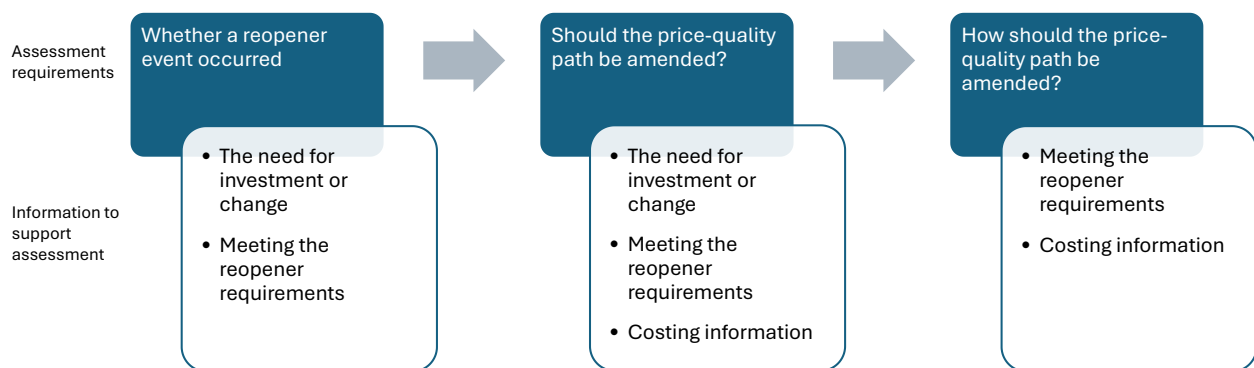 Assessment
requirements
Whether a reopener
event occurred
Should the price-quality
path be amended?
How should the price-
quality path be
amended?
Information to
support
assessment
• The need for
investment or
change
• Meeting the
reopener
requirements
• The need for
investment or
change
• Meeting the
reopener
requirements
• Costing information
• Meeting the
reopener
requirements
• Costing information